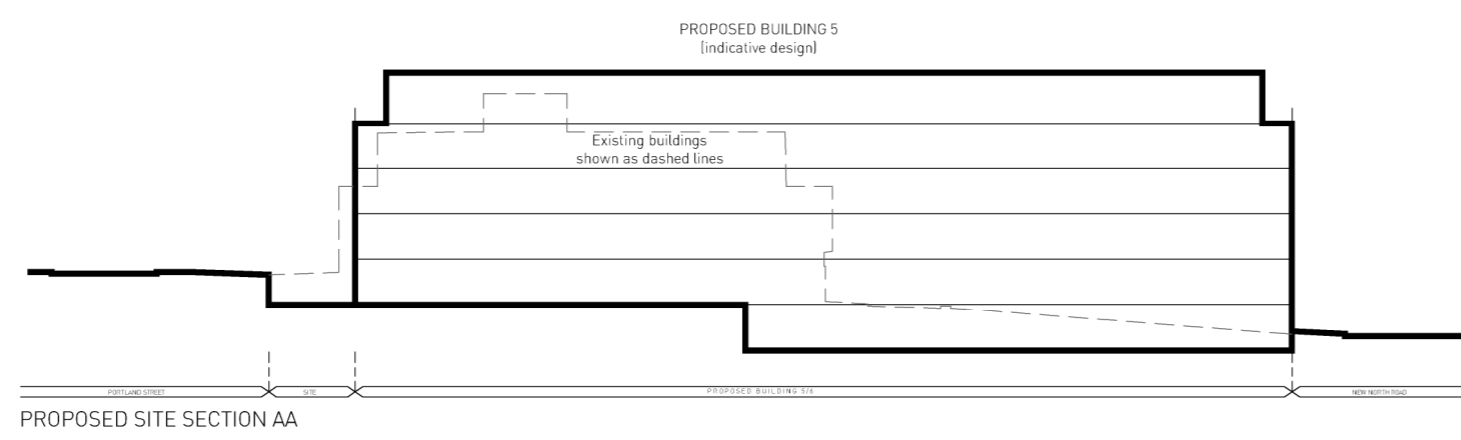 PROPOSED BUILDING 5
(indicative design)
Existing buildings
shown as dashed lines
PORTLAND STREET
SITE
PROPOSED BUILDING 5/6
NEW NORTH ROAD
PROPOSED SITE SECTION AA